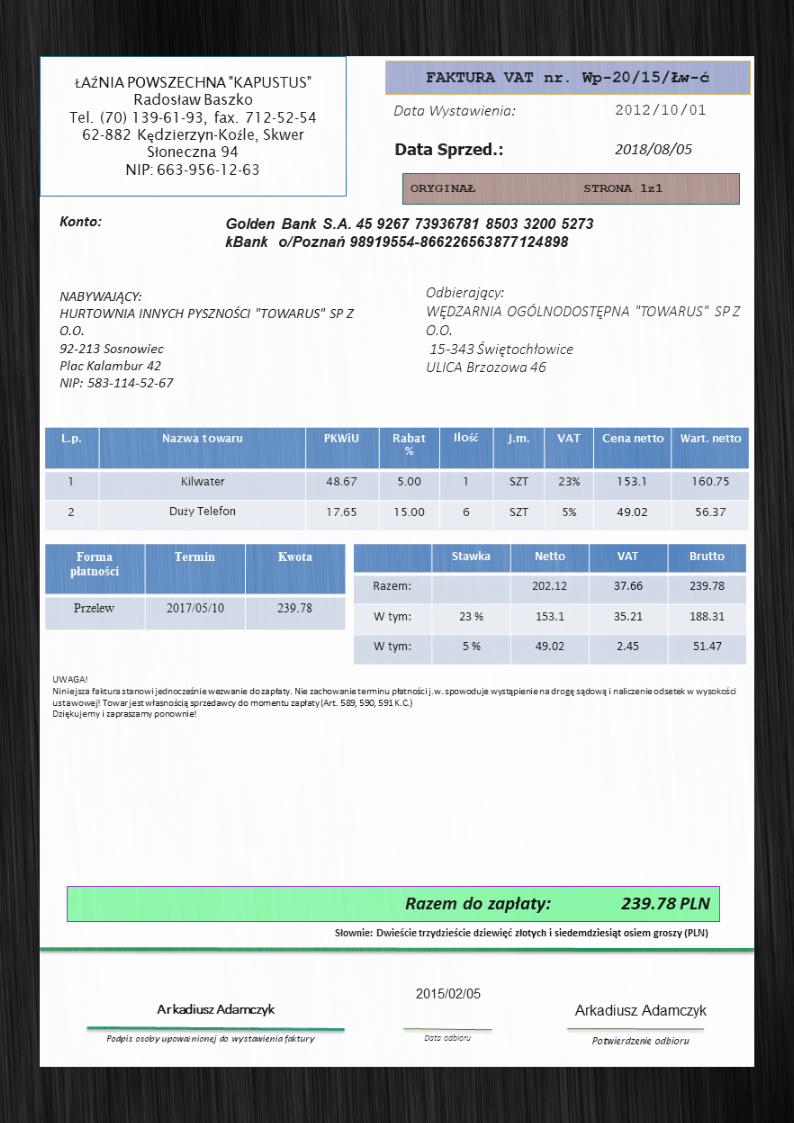 ŁAŹNIA POWSZECHNA "KAPUSTUS"
Radosław Baszko
Tel. (70) 139-61-93, fax. 712-52-54
62-882 Kędzierzyn-Koźle, Skwer
Słoneczna 94
NIP: 663-956-12-63
FAKTURA VAT nr. Wp-20/15/Łw-ć
Data Wystawienia: 2012/10/01
Data Sprzed.: 2018/08/05
ORYGINAŁ STRONA 1z1
Konto: Golden Bank S.A. 45 9267 73936781 8503 3200 5273
kBank o/Poznań 98919554-866226563877124898
NABYWAJĄCY:
HURTOWNIA INNYCH PYSZNOŚCI "TOWARUS" SP Z
O.O.
92-213 Sosnowiec
Plac Kalambur 42
NIP: 583-114-52-67
Odbierający:
WĘDZARNIA OGÓLNODOSTĘPNA "TOWARUS" SP Z
O.O.
15-343 Świętochłowice
ULICA Brzozowa 46
L.p. Nazwa towaru PKWiU Rabat Ilość J.m. VAT Cena netto Wart. netto
%
1 Kilwater 48.67 5.00 1 SZT 23% 153.1 160.75
2 Duży Telefon 17.65 15.00 6 SZT 5% 49.02 56.37
Forma Termin Kwota
płatności
Przelew 2017/05/10 239.78
Stawka Netto VAT Brutto
Razem: 202.12 37.66 239.78
W tym: 23 % 153.1 35.21 188.31
W tym: 5 % 49.02 2.45 51.47
UWAGA!
Niniejsza faktura stanowi jednocześnie wezwanie do zapłaty. Nie zachowanie terminu płatności j.w. spowoduje wystąpienie na drogę sądową i naliczenie odsetek w wysokości
ustawowej! Towar jest własnością sprzedawcy do momentu zapłaty (Art. 589, 590, 591 K.C.)
Dziękujemy i zapraszamy ponownie!
Razem do zapłaty: 239.78 PLN
Słownie: Dwieście trzydzieście dziewięć złotych i siedemdziesiąt osiem groszy (PLN)
Arkadiusz Adamczyk
Podpis osoby upoważnionej do wystawienia faktury
2015/02/05
Data odbioru
Arkadiusz Adamczyk
Potwierdzenie odbioru